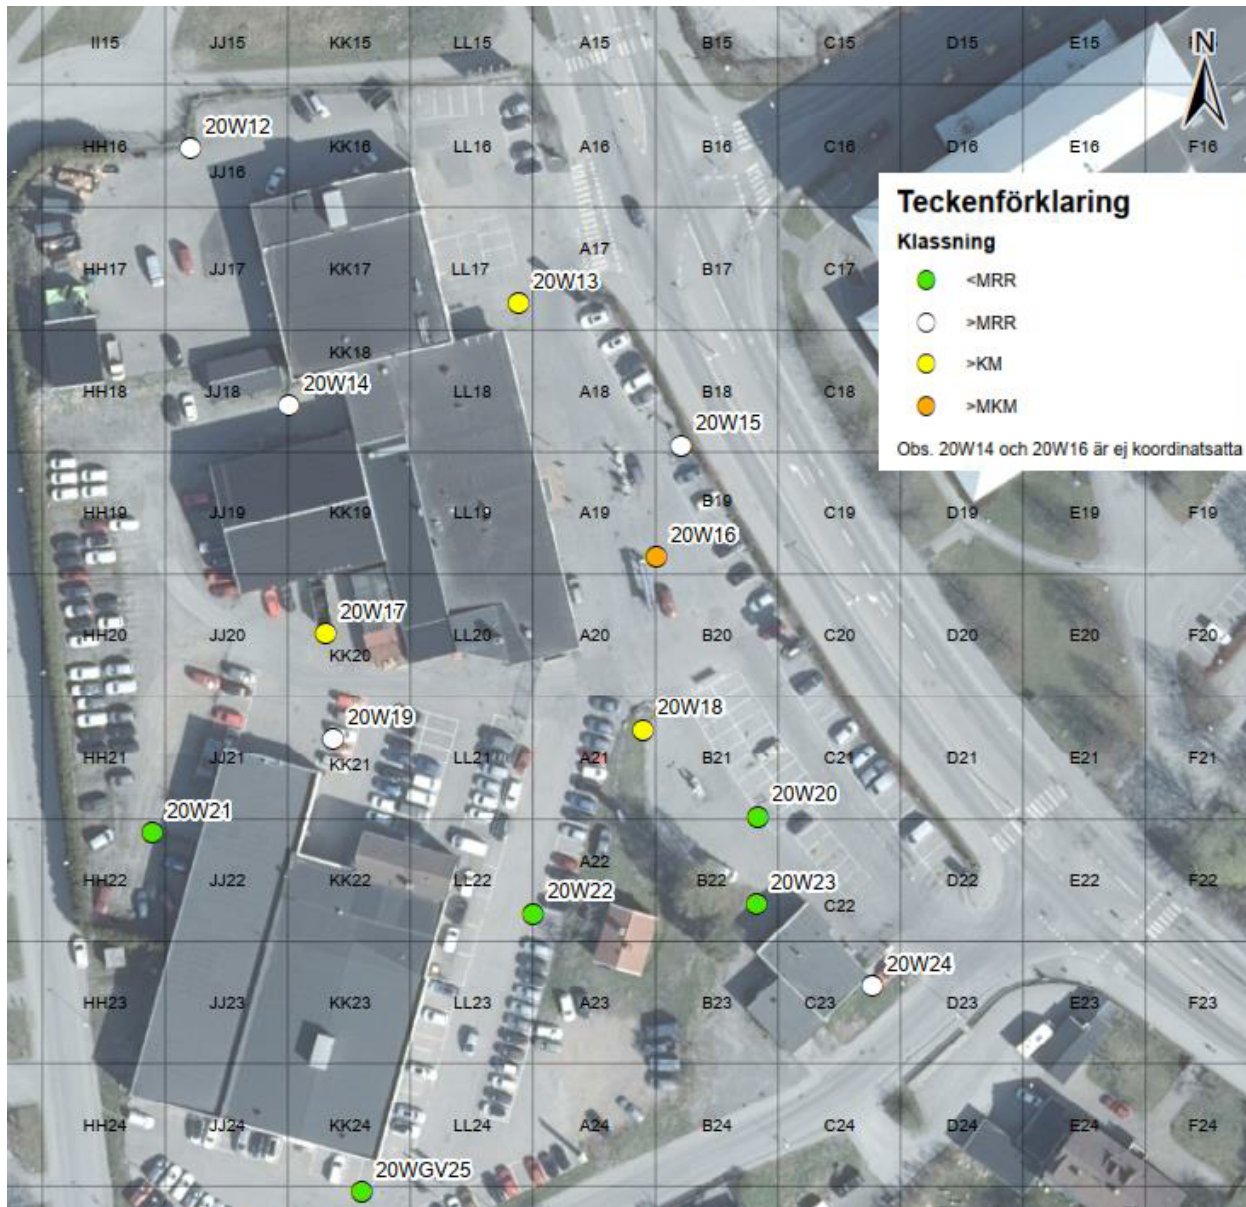 II15 JJ15 KK15 LL15 A15 B15 C15 D15 E15
N
20W12
HH16 JJ16 KK16 LL16 A16 B16 C16 D16 E16 F16
Teckenförklaring
Klassning
<MRR
>MRR
>KM
>MKM
Obs. 20W14 och 20W16 är ej koordinatsatta
HH17 JJ17 KK17 LL17 A17 B17 C17
20W13
KK18
20W14
HH18 JJ18 LL18 A18 B18 C18
20W15
HH19 JJ19 KK19 LL19 A19 B19 C19 D19 E19 F19
20W16
20W17
HH20 JJ20 KK20 LL20 A20 B20 C20 D20 E20 F20
20W18
20W19
HH21 JJ21 KK21 LL21 A21 B21 C21 D21 E21 F21
20W20
20W21
HH22 JJ22 KK22 LL22 A22 B22 C22 D22 E22 F22
20W22
20W23
20W24
HH23 JJ23 KK23 LL23 A23 B23 C23 D23 E23 F23
HH24 JJ24 KK24 LL24 A24 B24 C24 D24 E24 F24
20WGV25